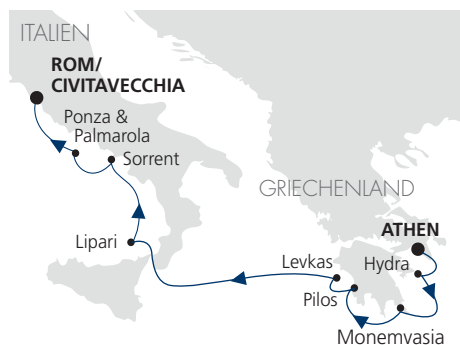 ITALIEN
ROM/
CIVITAVECCHIA
Ponza &
Palmarola
Sorrent
GRIECHENLAND
ATHEN
Lipari
Levkas
Hydra
Pilos
Monemvasia